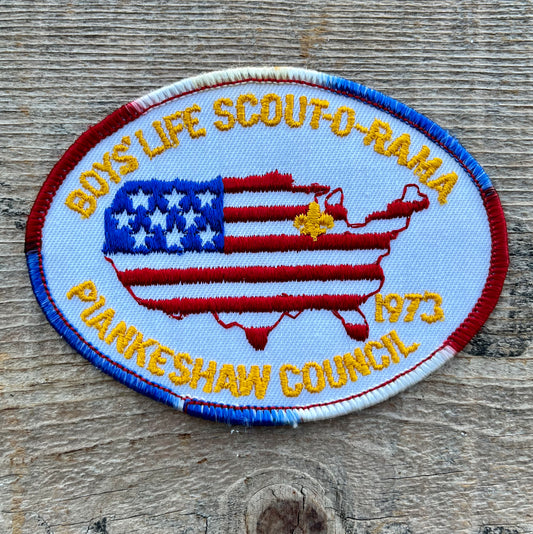 BOYS' LIFE SCOUT-O-RAMA
1973
PIANKESHAW COUNCIL